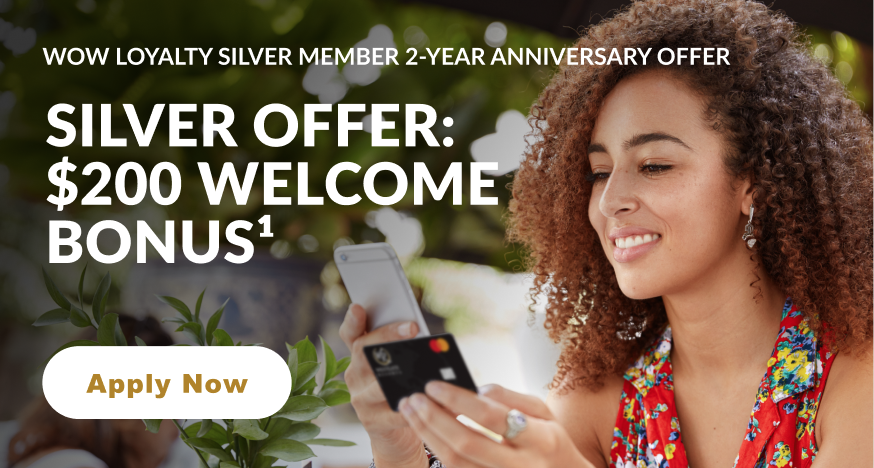 WOW LOYALTY SILVER MEMBER 2-YEAR ANNIVERSARY OFFER
SILVER OFFER:
$200 WELCOME
BONUS¹
Apply Now